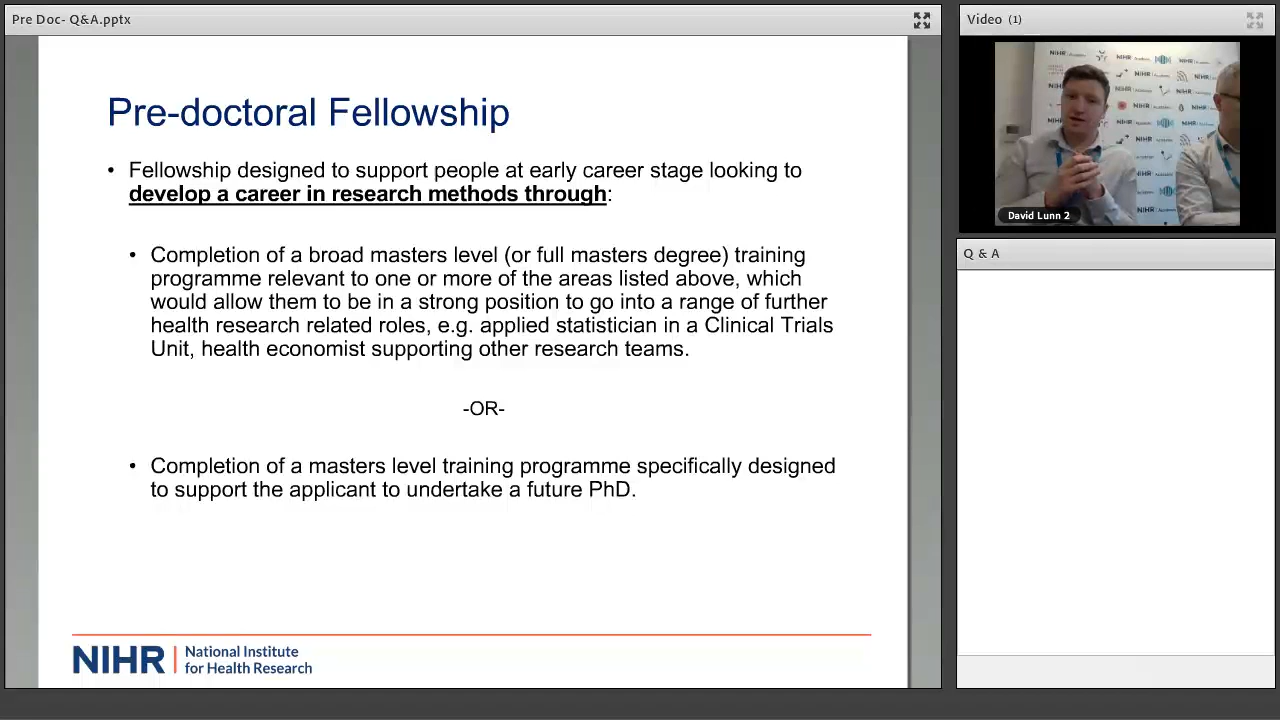 Pre Doc- Q&A.pptx
Pre-doctoral Fellowship
• Fellowship designed to support people at early career stage looking to
develop a career in research methods through:
• Completion of a broad masters level (or full masters degree) training
programme relevant to one or more of the areas listed above, which
would allow them to be in a strong position to go into a range of further
health research related roles, e.g. applied statistician in a Clinical Trials
Unit, health economist supporting other research teams.
-OR-
• Completion of a masters level training programme specifically designed
to support the applicant to undertake a future PhD.
NIHR | National Institute
for Health Research
Video (1)
David Lunn 2
Q & A